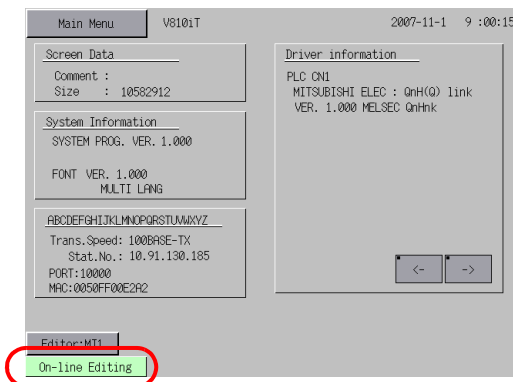 Main Menu V810iT 2007-11-1 9 :00:15
Screen Data
Comment :
Size : 10582912
System Information
SYSTEM PROG. VER. 1.000
FONT VER. 1.000
MULTI LANG
ABCDEFGHIJKLMNOPQRSTUVWXYZ
Trans.Speed: 100BASE-TX
Stat.No.: 10.91.130.185
PORT:10000
MAC:0050FF00E2A2
Driver information
PLC CN1
MITSUBISHI ELEC : QnH(Q) link
VER. 1.000 MELSEC QnHnk
<- ->
Editor:MT1
On-line Editing